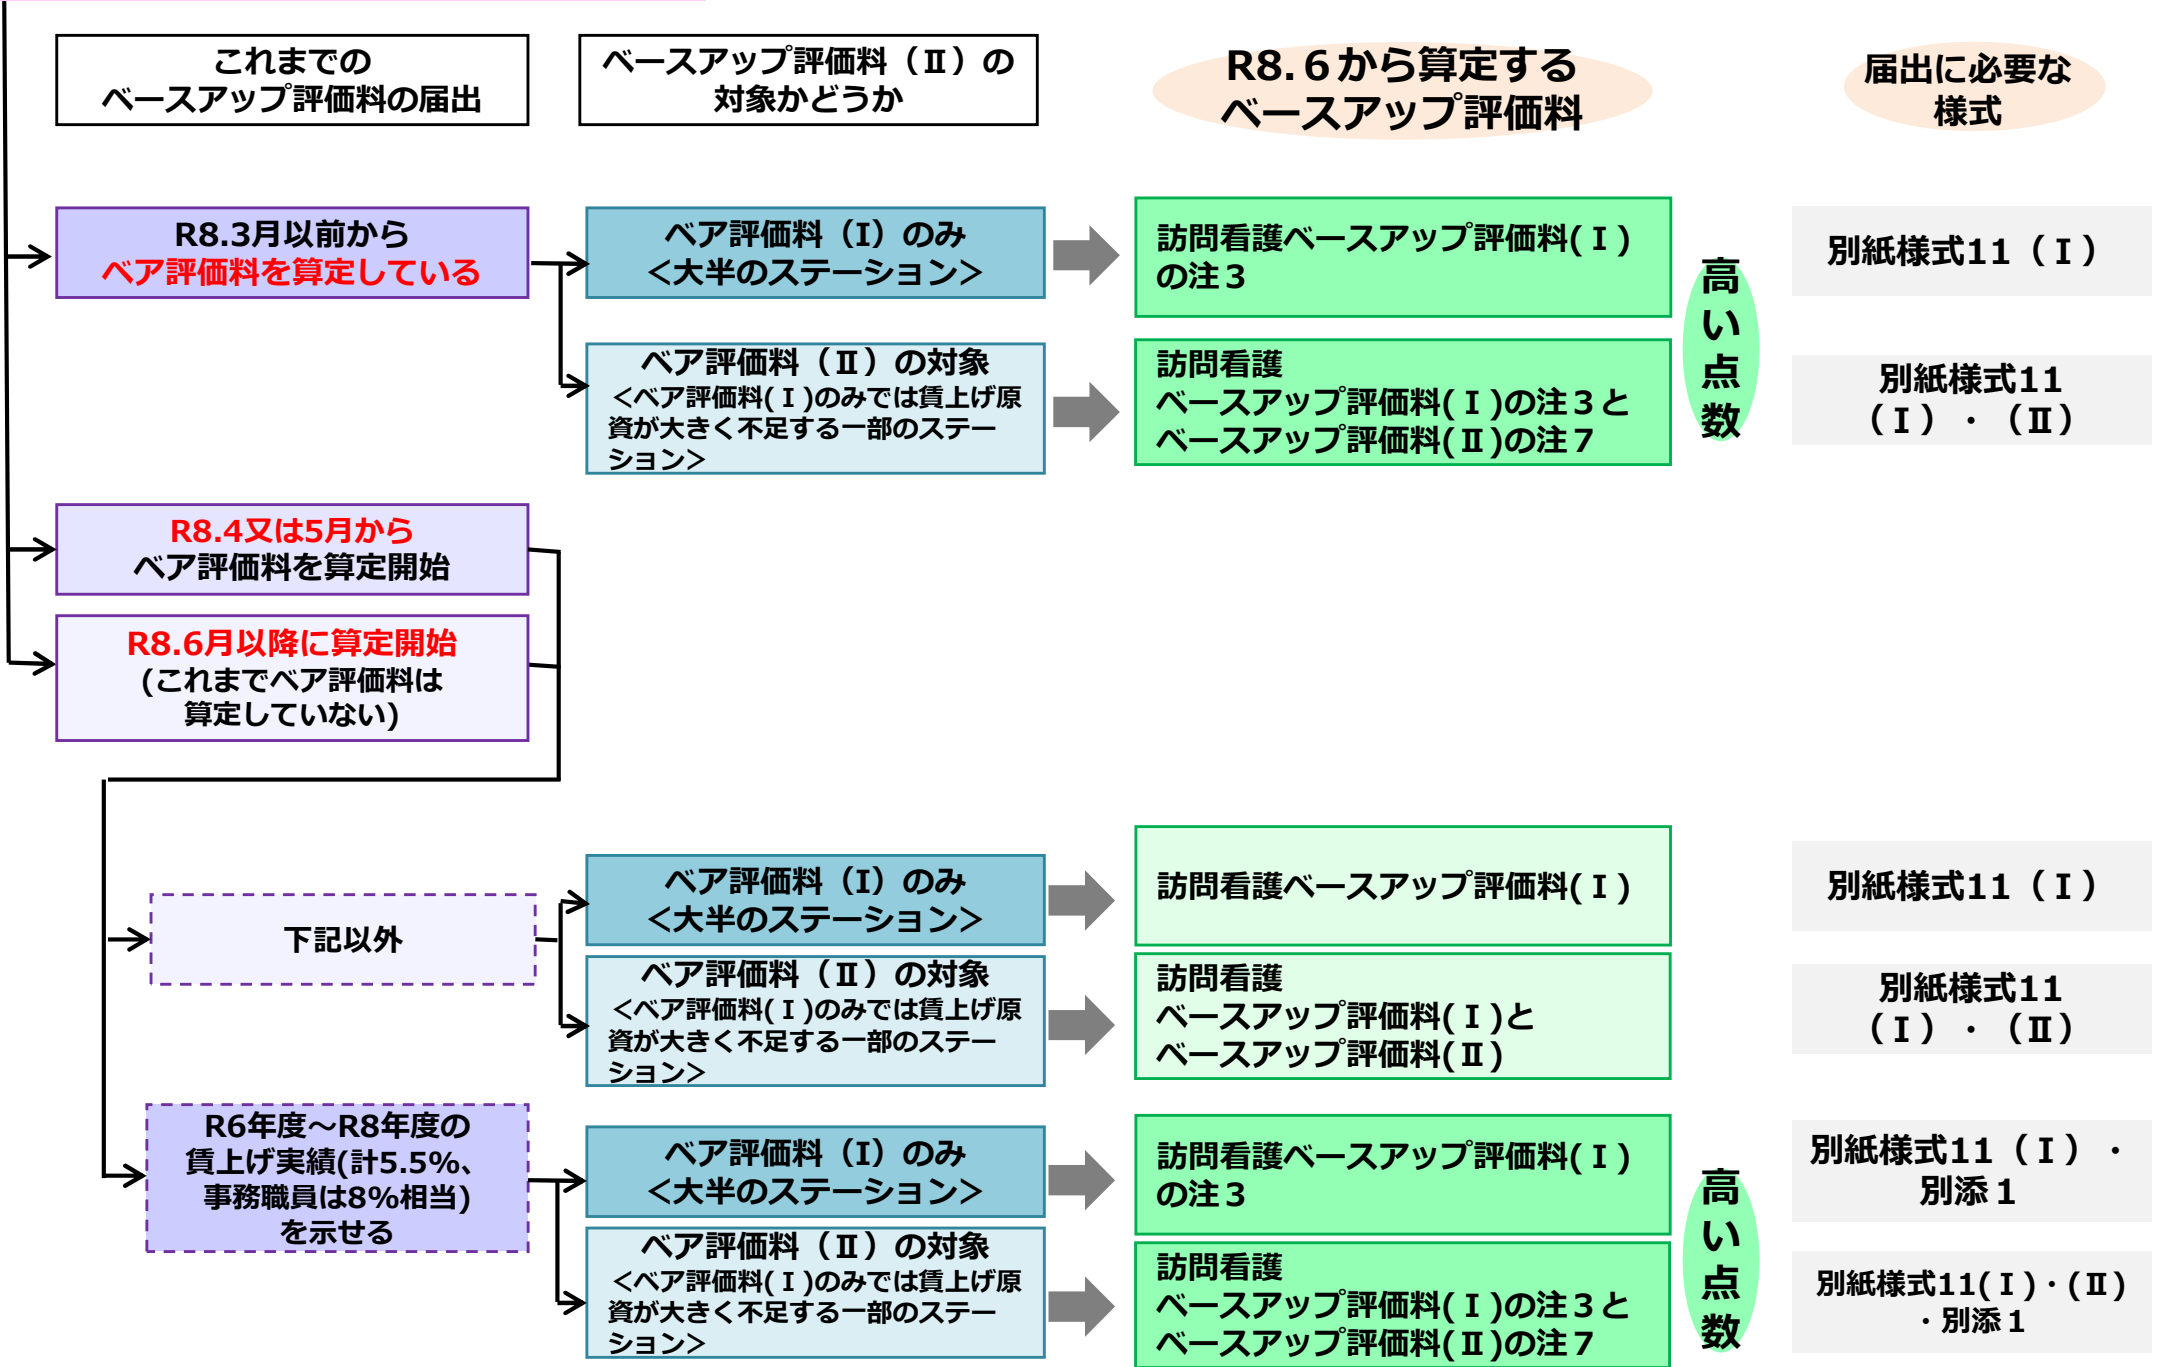 これまでの
ベースアップ評価料の届出
ベースアップ評価料（Ⅱ）の
対象かどうか
R8.６から算定する
ベースアップ評価料
届出に必要な
様式
R8.3月以前から
ベア評価料を算定している
ベア評価料（Ⅰ）のみ
＜大半のステーション＞
訪問看護ベースアップ評価料(Ⅰ)
の注３
別紙様式11（Ⅰ）
高い点数
ベア評価料（Ⅱ）の対象
＜ベア評価料(Ⅰ)のみでは賃上げ原
資が大きく不足する一部のステー
ション＞
訪問看護
ベースアップ評価料(Ⅰ)の注３と
ベースアップ評価料(Ⅱ)の注７
別紙様式11
（Ⅰ）・（Ⅱ）
R8.4又は5月から
ベア評価料を算定開始
R8.6月以降に算定開始
(これまでベア評価料は
算定していない)
下記以外
ベア評価料（Ⅰ）のみ
＜大半のステーション＞
訪問看護ベースアップ評価料(Ⅰ)
別紙様式11（Ⅰ）
ベア評価料（Ⅱ）の対象
＜ベア評価料(Ⅰ)のみでは賃上げ原
資が大きく不足する一部のステー
ション＞
訪問看護
ベースアップ評価料(Ⅰ)と
ベースアップ評価料(Ⅱ)
別紙様式11
（Ⅰ）・（Ⅱ）
R6年度～R8年度の
賃上げ実績(計5.5%、
事務職員は8%相当)
を示せる
ベア評価料（Ⅰ）のみ
＜大半のステーション＞
訪問看護ベースアップ評価料(Ⅰ)
の注３
別紙様式11（Ⅰ）・
別添１
高い点数
ベア評価料（Ⅱ）の対象
＜ベア評価料(Ⅰ)のみでは賃上げ原
資が大きく不足する一部のステー
ション＞
訪問看護
ベースアップ評価料(Ⅰ)の注３と
ベースアップ評価料(Ⅱ)の注７
別紙様式11(Ⅰ)・(Ⅱ)
・別添１